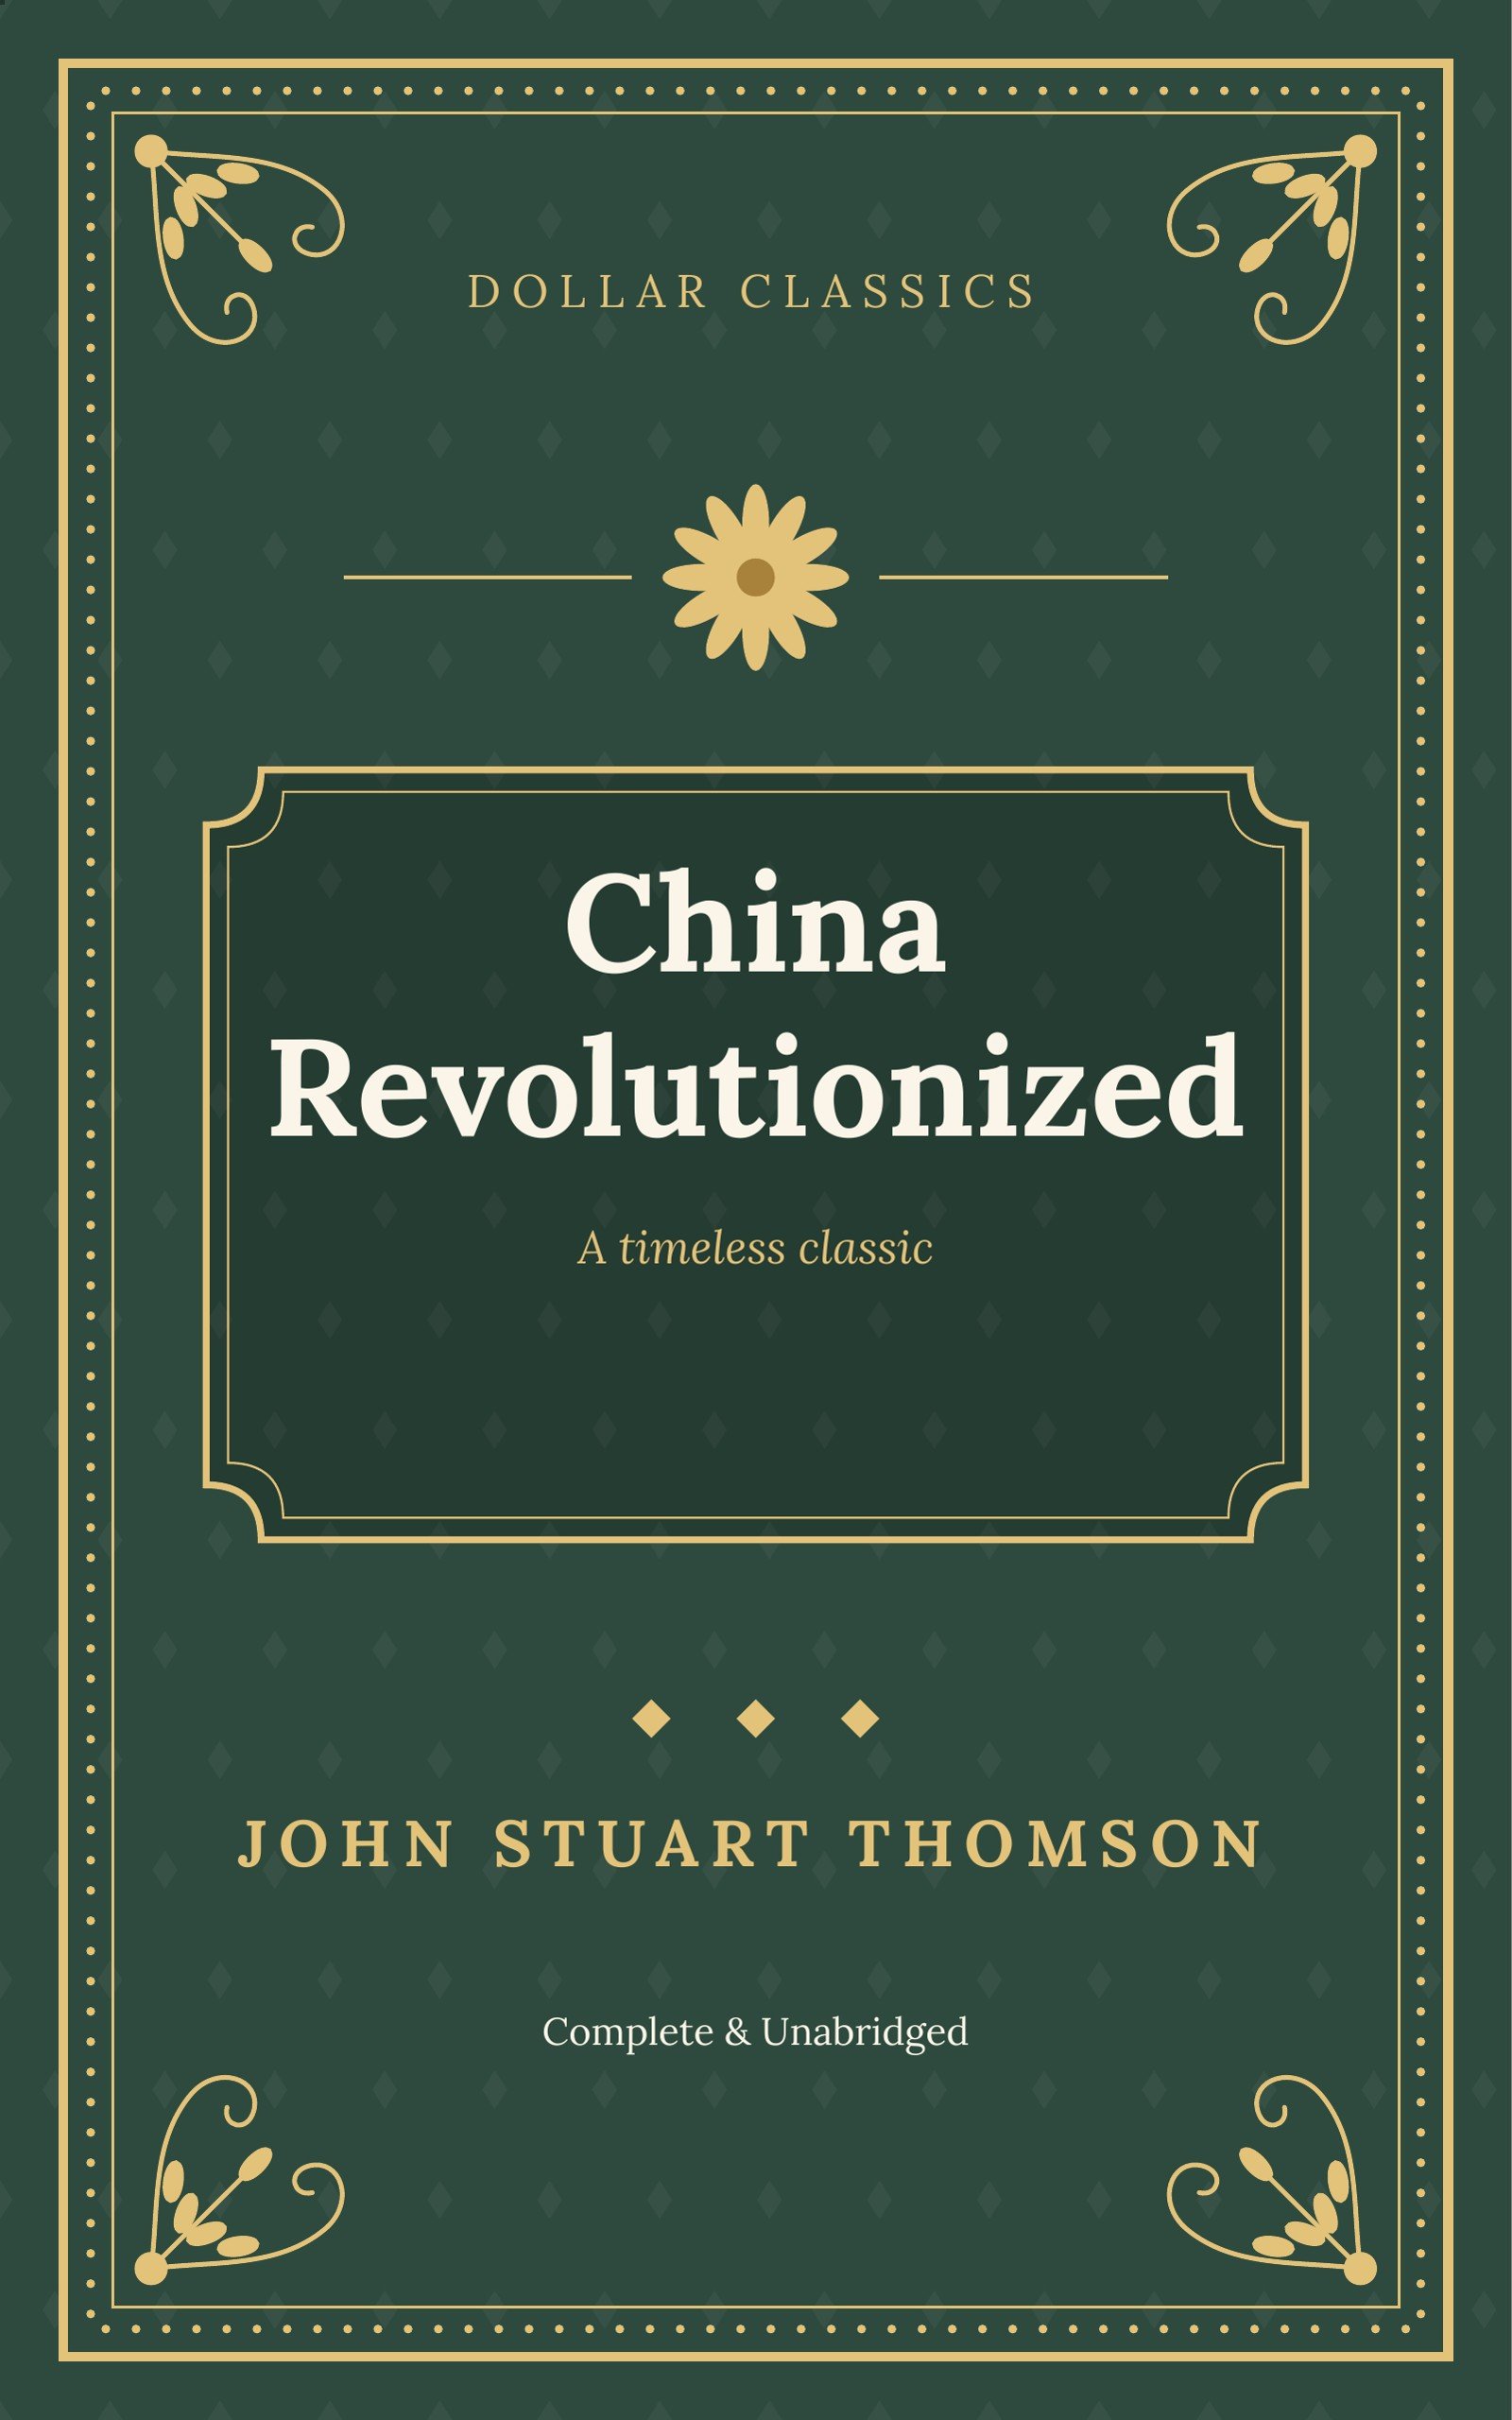 DOLLAR CLASSICS
China
Revolutionized
A timeless classic
JOHN STUART THOMSON
Complete & Unabridged